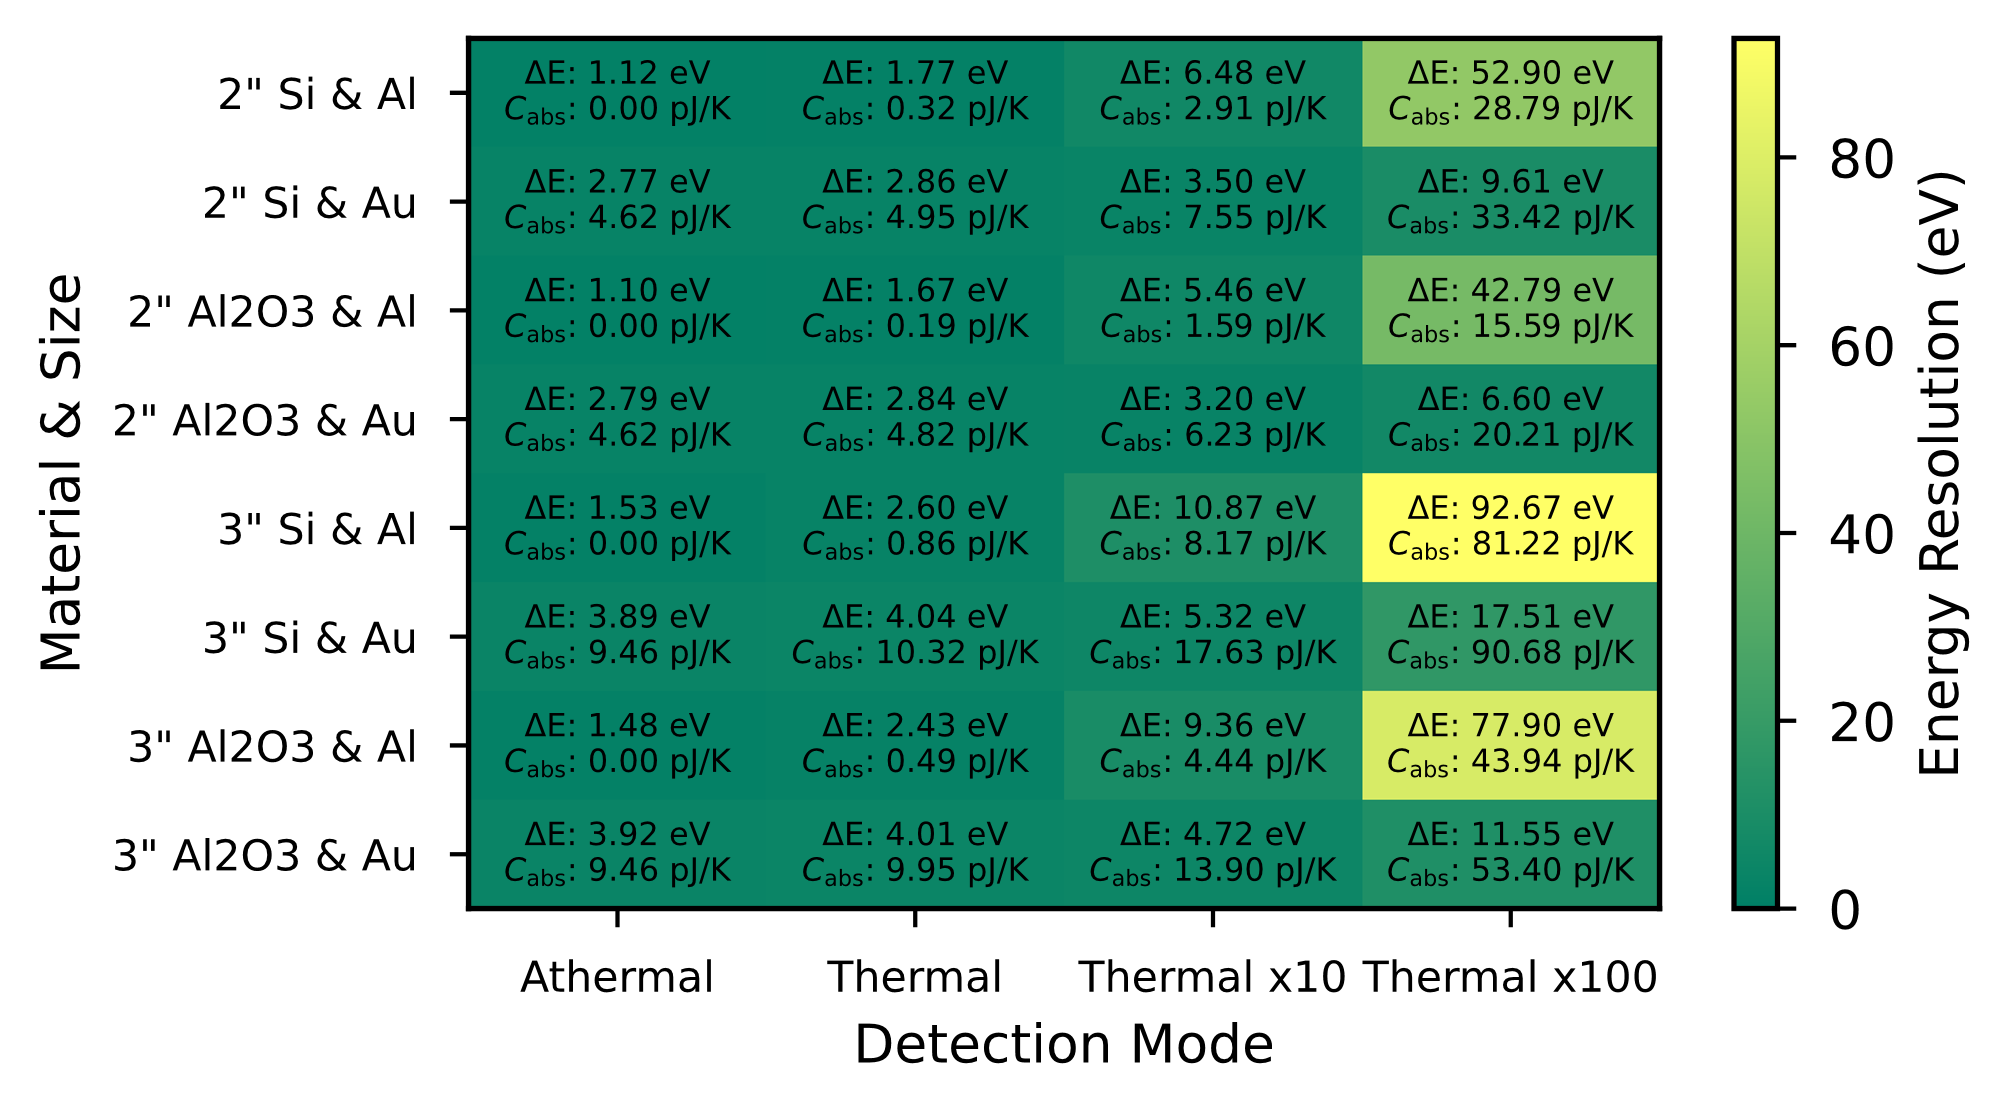 2" Si & Al
ΔE: 1.12 eV
Cabs: 0.00 pJ/K
ΔE: 1.77 eV
Cabs: 0.32 pJ/K
ΔE: 6.48 eV
Cabs: 2.91 pJ/K
ΔE: 52.90 eV
Cabs: 28.79 pJ/K
2" Si & Au
ΔE: 2.77 eV
Cabs: 4.62 pJ/K
ΔE: 2.86 eV
Cabs: 4.95 pJ/K
ΔE: 3.50 eV
Cabs: 7.55 pJ/K
ΔE: 9.61 eV
Cabs: 33.42 pJ/K
2" Al2O3 & Al
ΔE: 1.10 eV
Cabs: 0.00 pJ/K
ΔE: 1.67 eV
Cabs: 0.19 pJ/K
ΔE: 5.46 eV
Cabs: 1.59 pJ/K
ΔE: 42.79 eV
Cabs: 15.59 pJ/K
2" Al2O3 & Au
ΔE: 2.79 eV
Cabs: 4.62 pJ/K
ΔE: 2.84 eV
Cabs: 4.82 pJ/K
ΔE: 3.20 eV
Cabs: 6.23 pJ/K
ΔE: 6.60 eV
Cabs: 20.21 pJ/K
3" Si & Al
ΔE: 1.53 eV
Cabs: 0.00 pJ/K
ΔE: 2.60 eV
Cabs: 0.86 pJ/K
ΔE: 10.87 eV
Cabs: 8.17 pJ/K
ΔE: 92.67 eV
Cabs: 81.22 pJ/K
3" Si & Au
ΔE: 3.89 eV
Cabs: 9.46 pJ/K
ΔE: 4.04 eV
Cabs: 10.32 pJ/K
ΔE: 5.32 eV
Cabs: 17.63 pJ/K
ΔE: 17.51 eV
Cabs: 90.68 pJ/K
3" Al2O3 & Al
ΔE: 1.48 eV
Cabs: 0.00 pJ/K
ΔE: 2.43 eV
Cabs: 0.49 pJ/K
ΔE: 9.36 eV
Cabs: 4.44 pJ/K
ΔE: 77.90 eV
Cabs: 43.94 pJ/K
3" Al2O3 & Au
ΔE: 3.92 eV
Cabs: 9.46 pJ/K
ΔE: 4.01 eV
Cabs: 9.95 pJ/K
ΔE: 4.72 eV
Cabs: 13.90 pJ/K
ΔE: 11.55 eV
Cabs: 53.40 pJ/K
Material & Size
Athermal
Thermal
Thermal x10
Thermal x100
Detection Mode
80
60
40
20
0
Energy Resolution (eV)